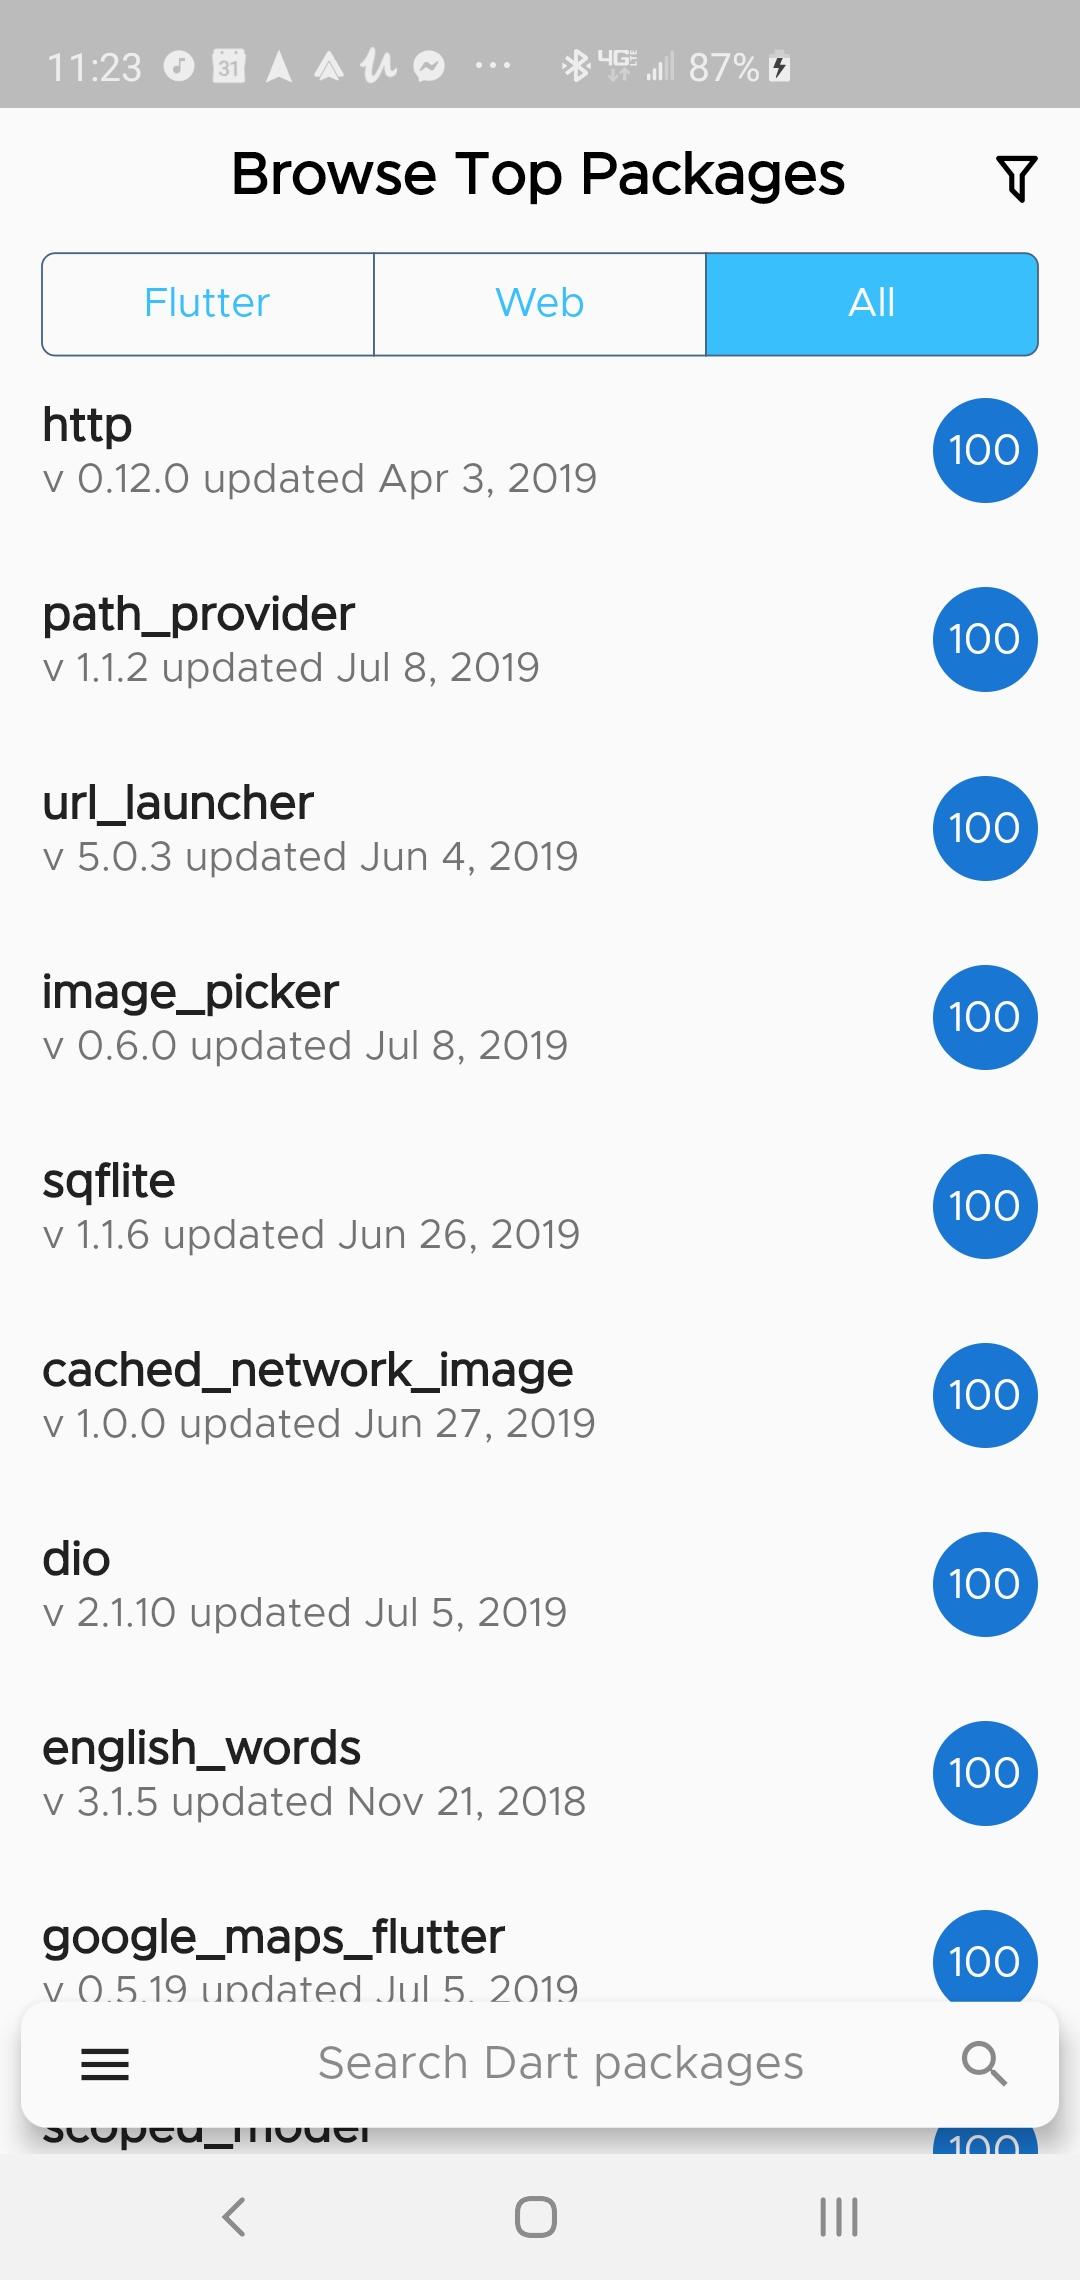 11:23 31 4G LTE 87%
Browse Top Packages
Flutter Web All
http
v 0.12.0 updated Apr 3, 2019
100
path_provider
v 1.1.2 updated Jul 8, 2019
100
url_launcher
v 5.0.3 updated Jun 4, 2019
100
image_picker
v 0.6.0 updated Jul 8, 2019
100
sqflite
v 1.1.6 updated Jun 26, 2019
100
cached_network_image
v 1.0.0 updated Jun 27, 2019
100
dio
v 2.1.10 updated Jul 5, 2019
100
english_words
v 3.1.5 updated Nov 21, 2018
100
google_maps_flutter
v 0.5.19 updated Jul 5, 2019
100
Search Dart packages
scoped_model
100